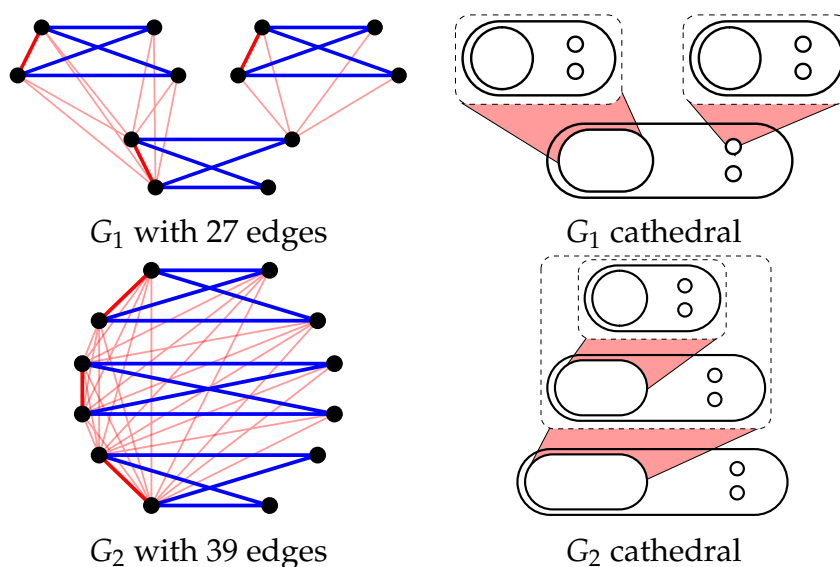 G₁ with 27 edges
G₁ cathedral
G₂ with 39 edges
G₂ cathedral